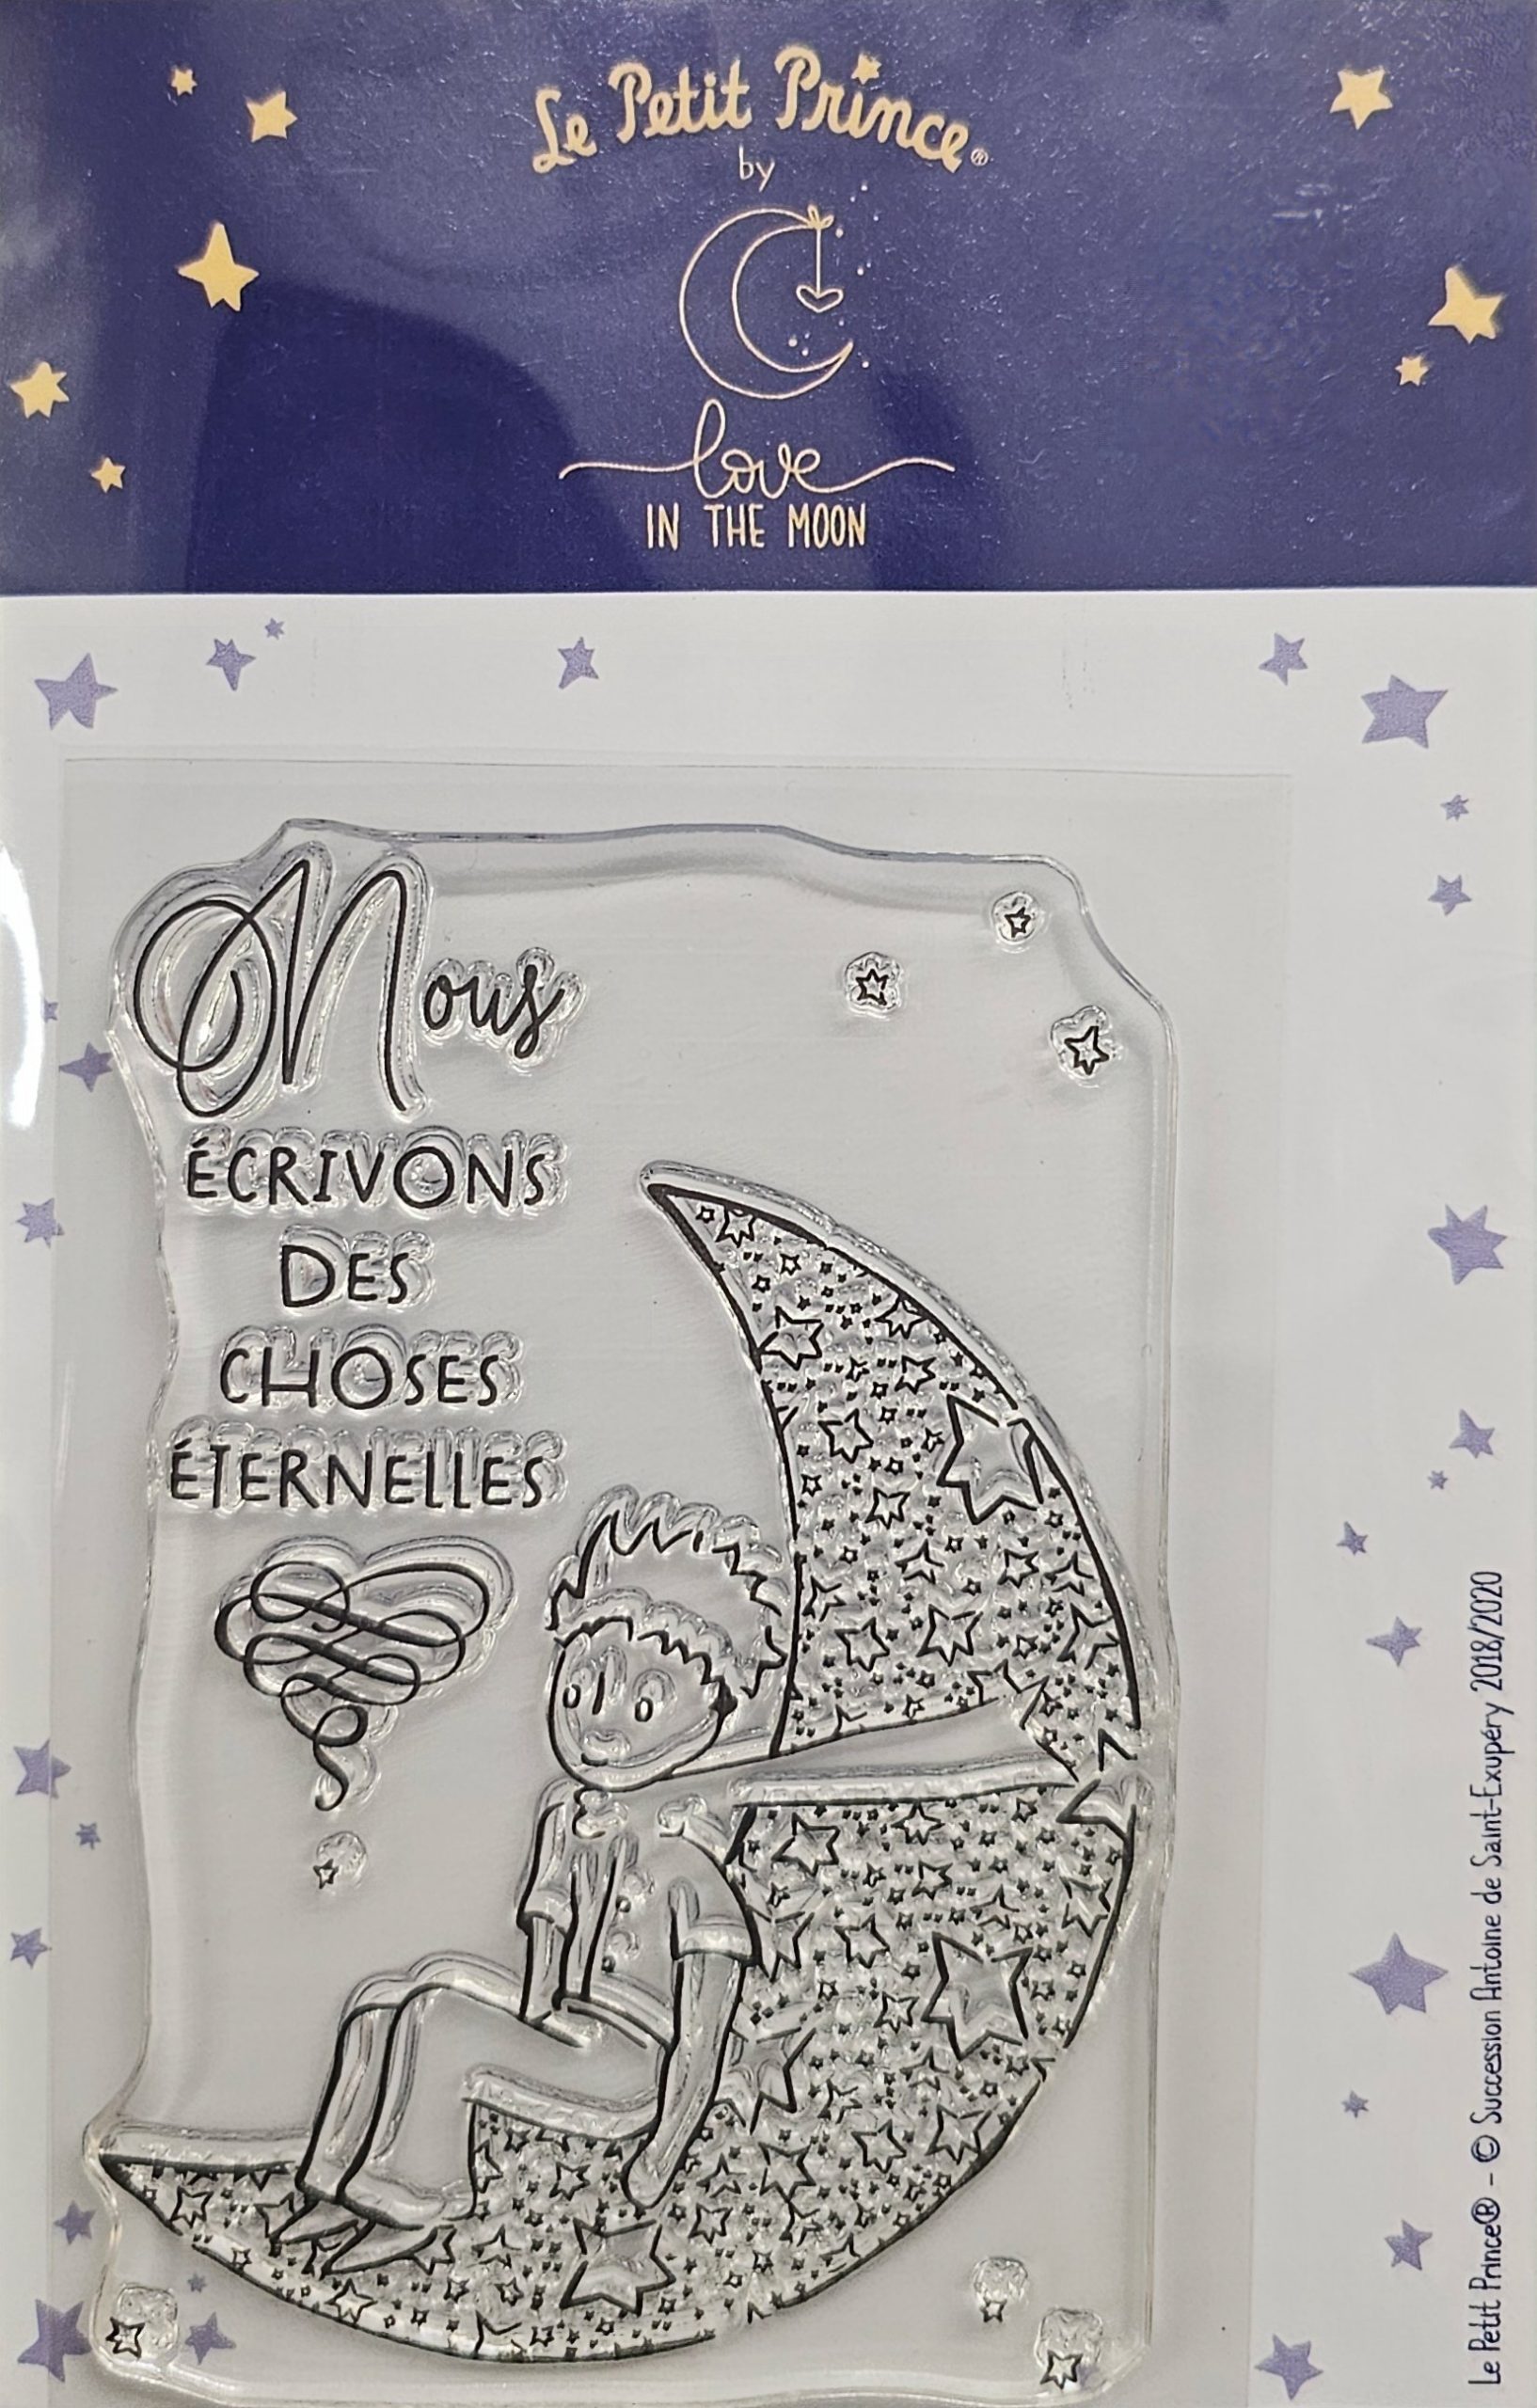 Le Petit Prince®
by
love
IN THE MOON
Nous
ÉCRIVONS
DES
CHOSES
ÉTERNELLES
Le Petit Prince® - © Succession Antoine de Saint-Exupéry 2018/2020